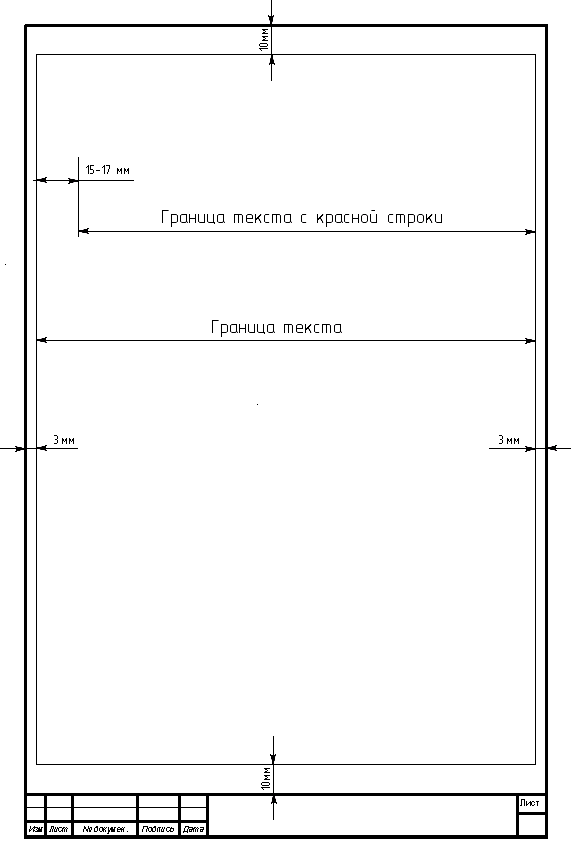 10мм
15-17 мм
Граница текста с красной строки
Граница текста
3 мм
3 мм
10мм
Лист
Изм Лист № докумен. Подпись Дата